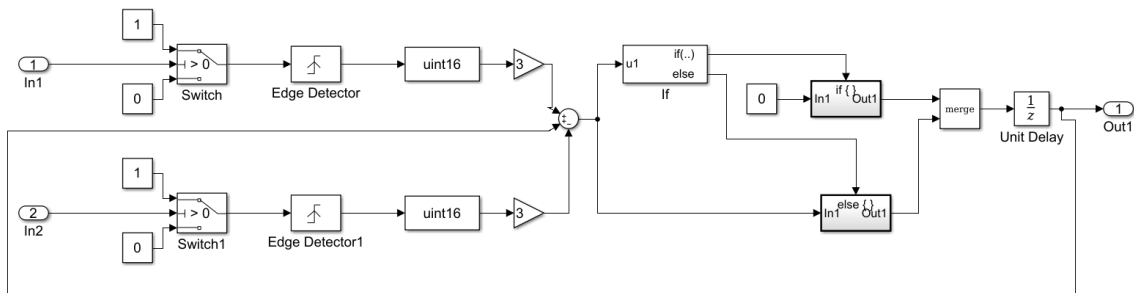 1
1
In1
0
> 0
Switch
Edge Detector
uint16
3
+
+
-
u1
if(..)
else
If
0
In1
if { }
Out1
merge
1
z
Unit Delay
1
Out1
1
2
In2
0
> 0
Switch1
Edge Detector1
uint16
3
In1
else { }
Out1